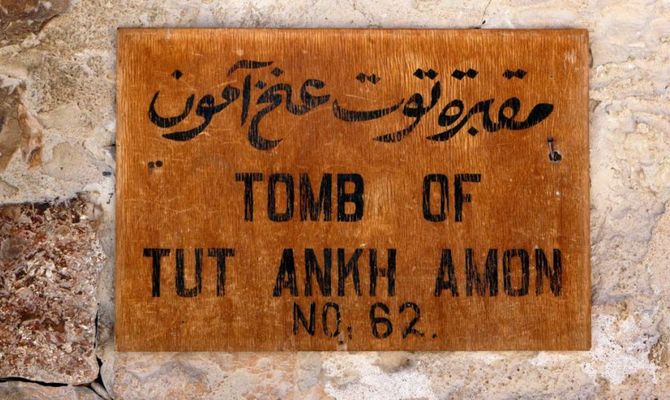 مقبرة توت عنخ آمون
TOMB OF
TUT ANKH AMON
NO. 62.